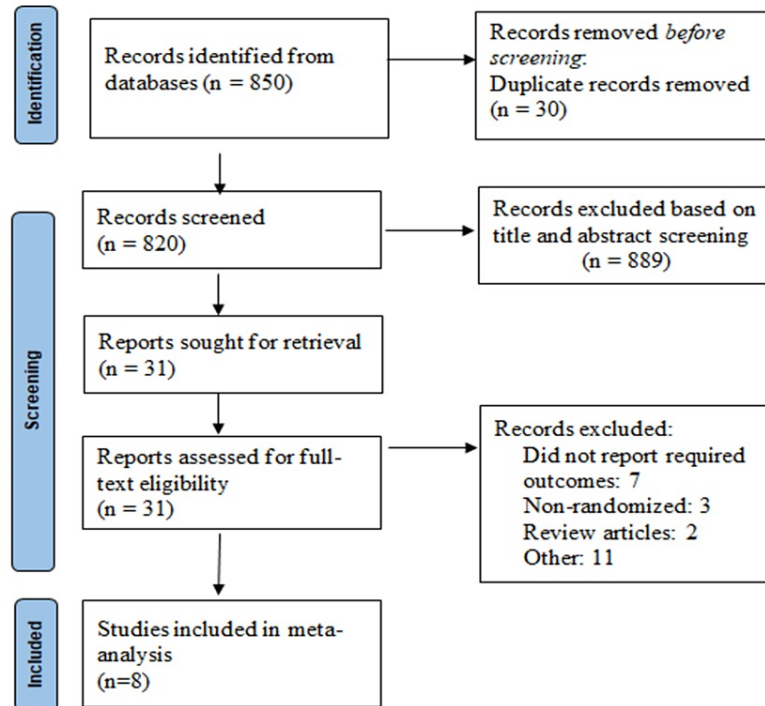 Identification
Records identified from
databases (n = 850)
Records removed before
screening:
Duplicate records removed
(n = 30)
Screening
Records screened
(n = 820)
Records excluded based on
title and abstract screening
(n = 889)
Reports sought for retrieval
(n = 31)
Reports assessed for full-
text eligibility
(n = 31)
Records excluded:
Did not report required
outcomes: 7
Non-randomized: 3
Review articles: 2
Other: 11
Included
Studies included in meta-
analysis
(n=8)